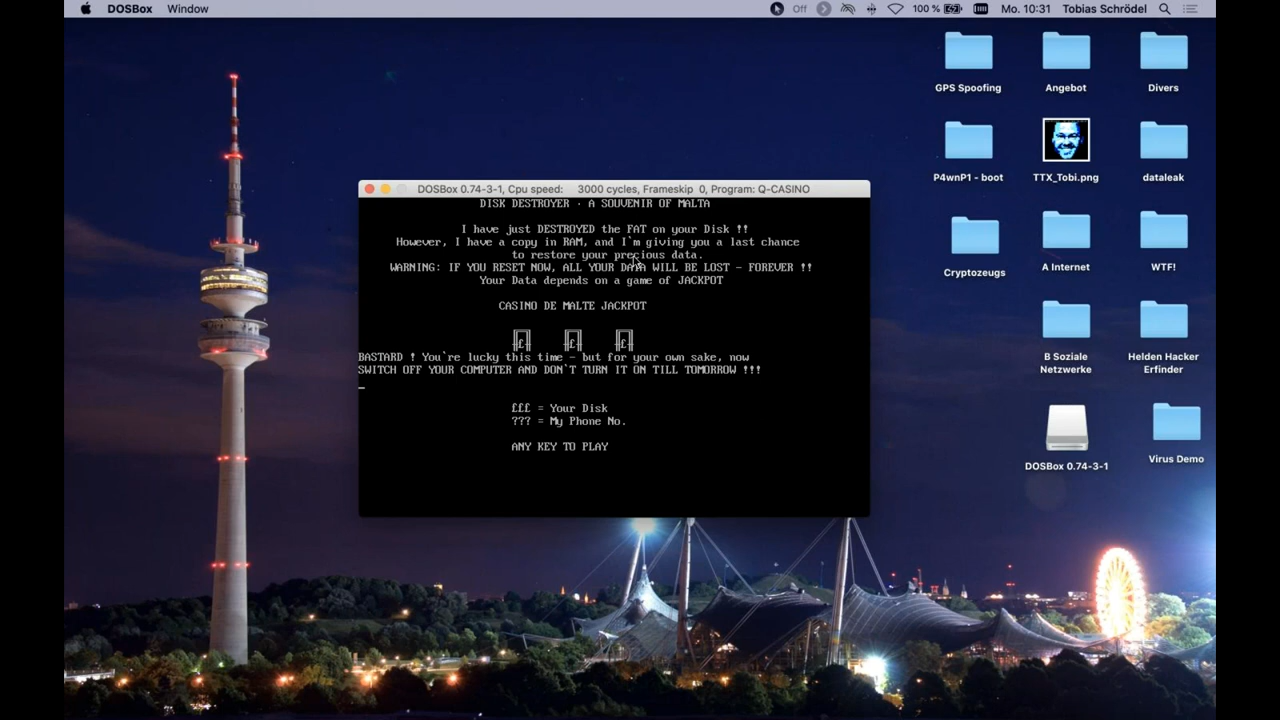 DOSBox Window Off 100 % Mo. 10:31 Tobias Schrödel
GPS Spoofing Angebot Divers
P4wnP1 - boot TTX_Tobi.png dataleak
DOSBox 0.74-3-1, Cpu speed: 3000 cycles, Frameskip 0, Program: Q-CASINO
DISK DESTROYER · A SOUVENIR OF MALTA
I have just DESTROYED the FAT on your Disk !!
However, I have a copy in RAM, and I'm giving you a last chance
to restore your precious data.
WARNING: IF YOU RESET NOW, ALL YOUR DATA WILL BE LOST - FOREVER !!
Your Data depends on a game of JACKPOT
CASINO DE MALTE JACKPOT
£ £ £
BASTARD ! You're lucky this time - but for your own sake, now
SWITCH OFF YOUR COMPUTER AND DON'T TURN IT ON TILL TOMORROW !!!
£££ = Your Disk
??? = My Phone No.
ANY KEY TO PLAY
Cryptozeugs A Internet WTF!
B Soziale
Netzwerke
Helden Hacker
Erfinder
DOSBox 0.74-3-1 Virus Demo